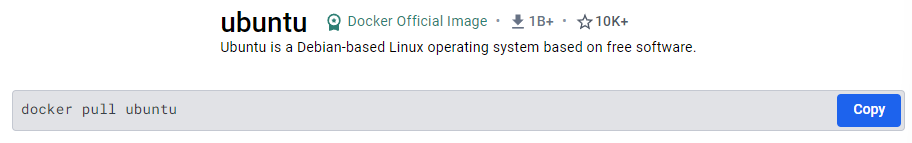 ubuntu Docker Official Image • 1B+ • 10K+
Ubuntu is a Debian-based Linux operating system based on free software.
docker pull ubuntu Copy